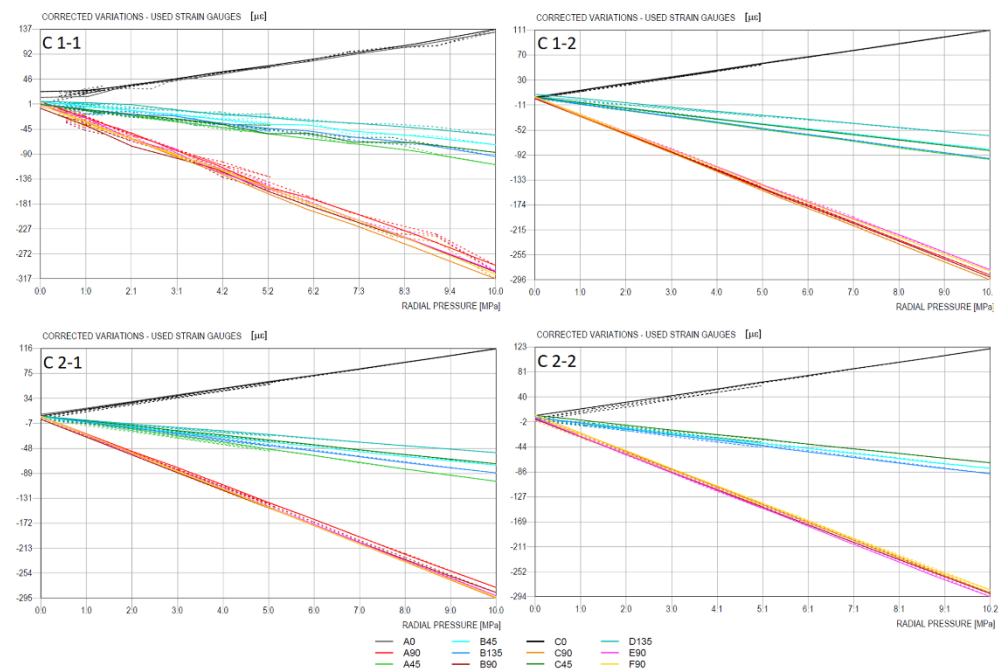 CORRECTED VARIATIONS - USED STRAIN GAUGES [με]
C 1-1
137
92
46
1
-45
-90
-136
-181
-227
-272
-317
0:0 1:0 2:1 3:1 4:2 5:2 6:2 7:3 8:3 9:4 10.0
RADIAL PRESSURE [MPa]
CORRECTED VARIATIONS - USED STRAIN GAUGES [με]
C 1-2
111
70
30
-11
-52
-92
-133
-174
-215
-255
-296
0:0 1:0 2:0 3:0 4:0 5:1 6:1 7:1 8:1 9:1 10.
RADIAL PRESSURE [MPa]
CORRECTED VARIATIONS - USED STRAIN GAUGES [με]
C 2-1
116
75
34
-7
-48
-89
-131
-172
-213
-254
-295
0:0 1:0 2:0 3:0 4:0 5:0 6:0 7:0 8:0 9:0 10.0
RADIAL PRESSURE [MPa]
CORRECTED VARIATIONS - USED STRAIN GAUGES [με]
C 2-2
123
81
40
-2
-44
-86
-127
-169
-211
-252
-294
0:0 1:0 2:0 3:1 4:1 5:1 6:1 7:1 8:2 9:2 10.2
RADIAL PRESSURE [MPa]
A0 B45 C0 D135
A90 B135 C90 E90
A45 B90 C45 F90